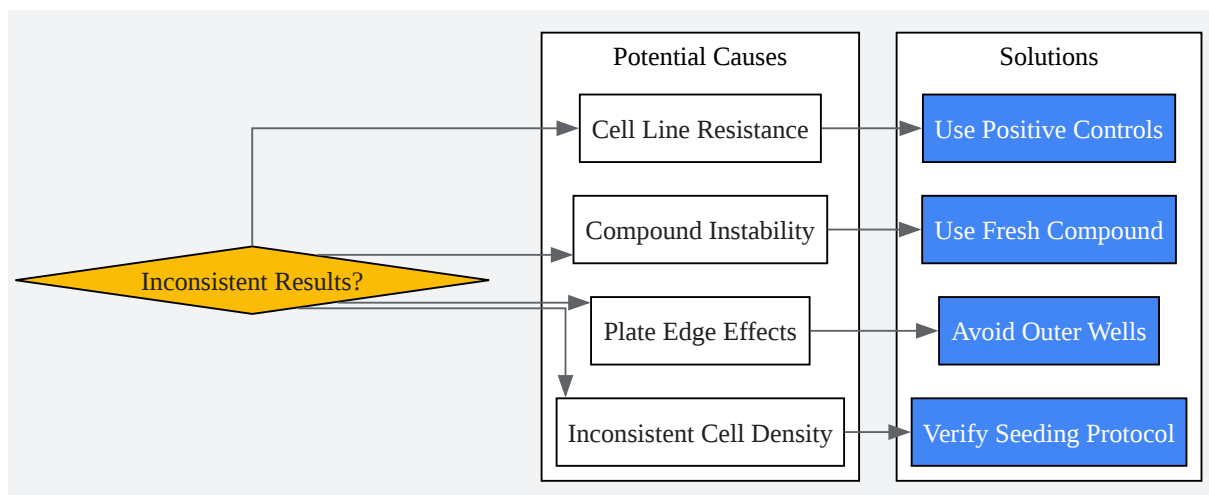 Potential Causes
Solutions
Cell Line Resistance
Use Positive Controls
Compound Instability
Use Fresh Compound
Inconsistent Results?
Plate Edge Effects
Avoid Outer Wells
Inconsistent Cell Density
Verify Seeding Protocol